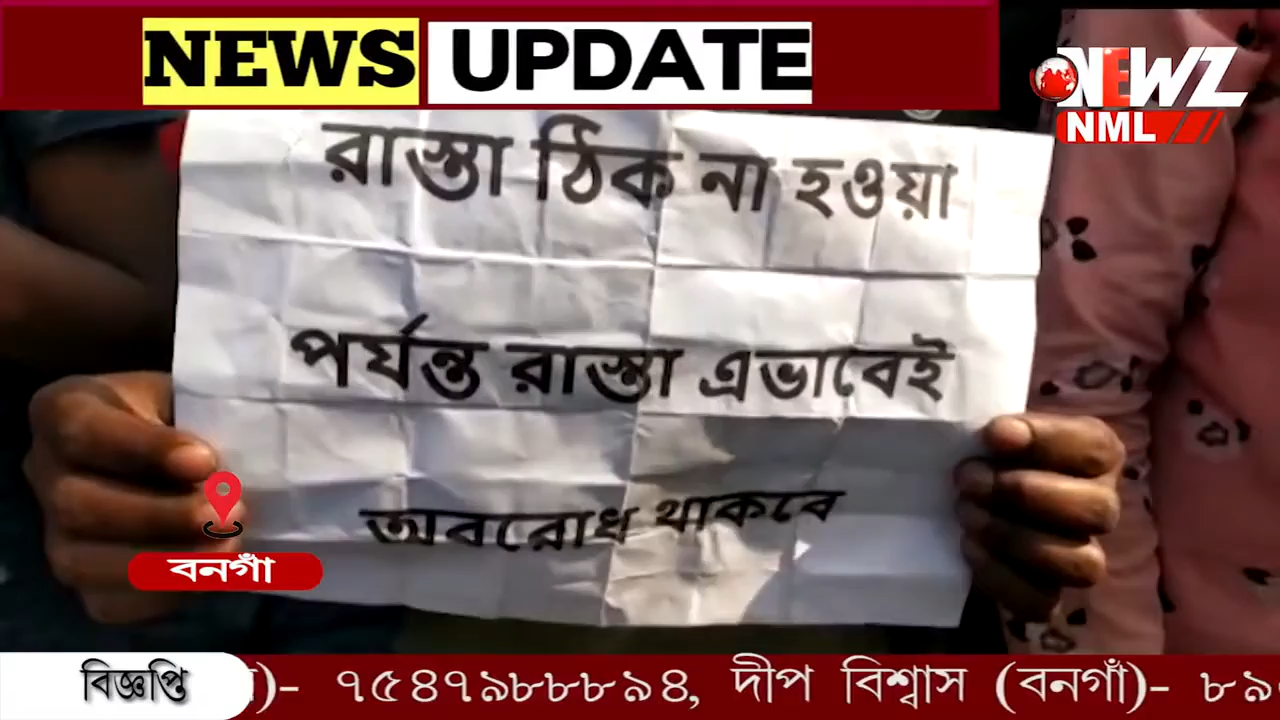 NEWS UPDATE
NEWZ
NML
রাস্তা ঠিক না হওয়া
পর্যন্ত রাস্তা এভাবেই
অবরোধ থাকবে
বনগাঁ
বিজ্ঞপ্তি )- ৭৫৪৭৯৮৮৮৯৪, দীপ বিশ্বাস (বনগাঁ)- ৮৯